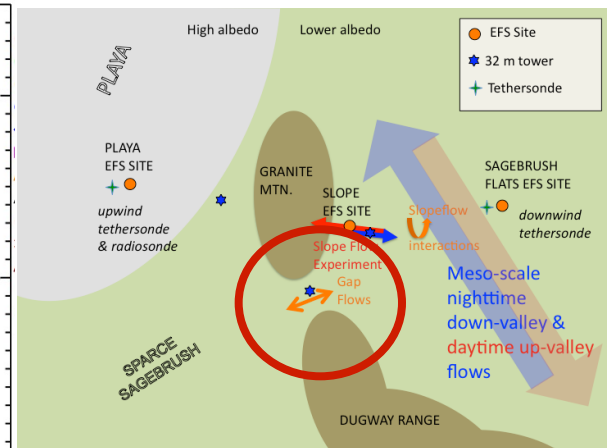 High albedo
Lower albedo
EFS Site
32 m tower
Tethersonde
PLAYA
PLAYA
EFS SITE
upwind
tethersonde
& radiosonde
GRANITE
MTN.
SLOPE
EFS SITE
Slope Flow
Experiment
Gap
Flows
Slopeflow
interactions
SAGEBRUSH
FLATS EFS SITE
downwind
tethersonde
Meso-scale
nighttime
down-valley &
daytime up-valley
flows
SPARCE
SAGEBRUSH
DUGWAY RANGE